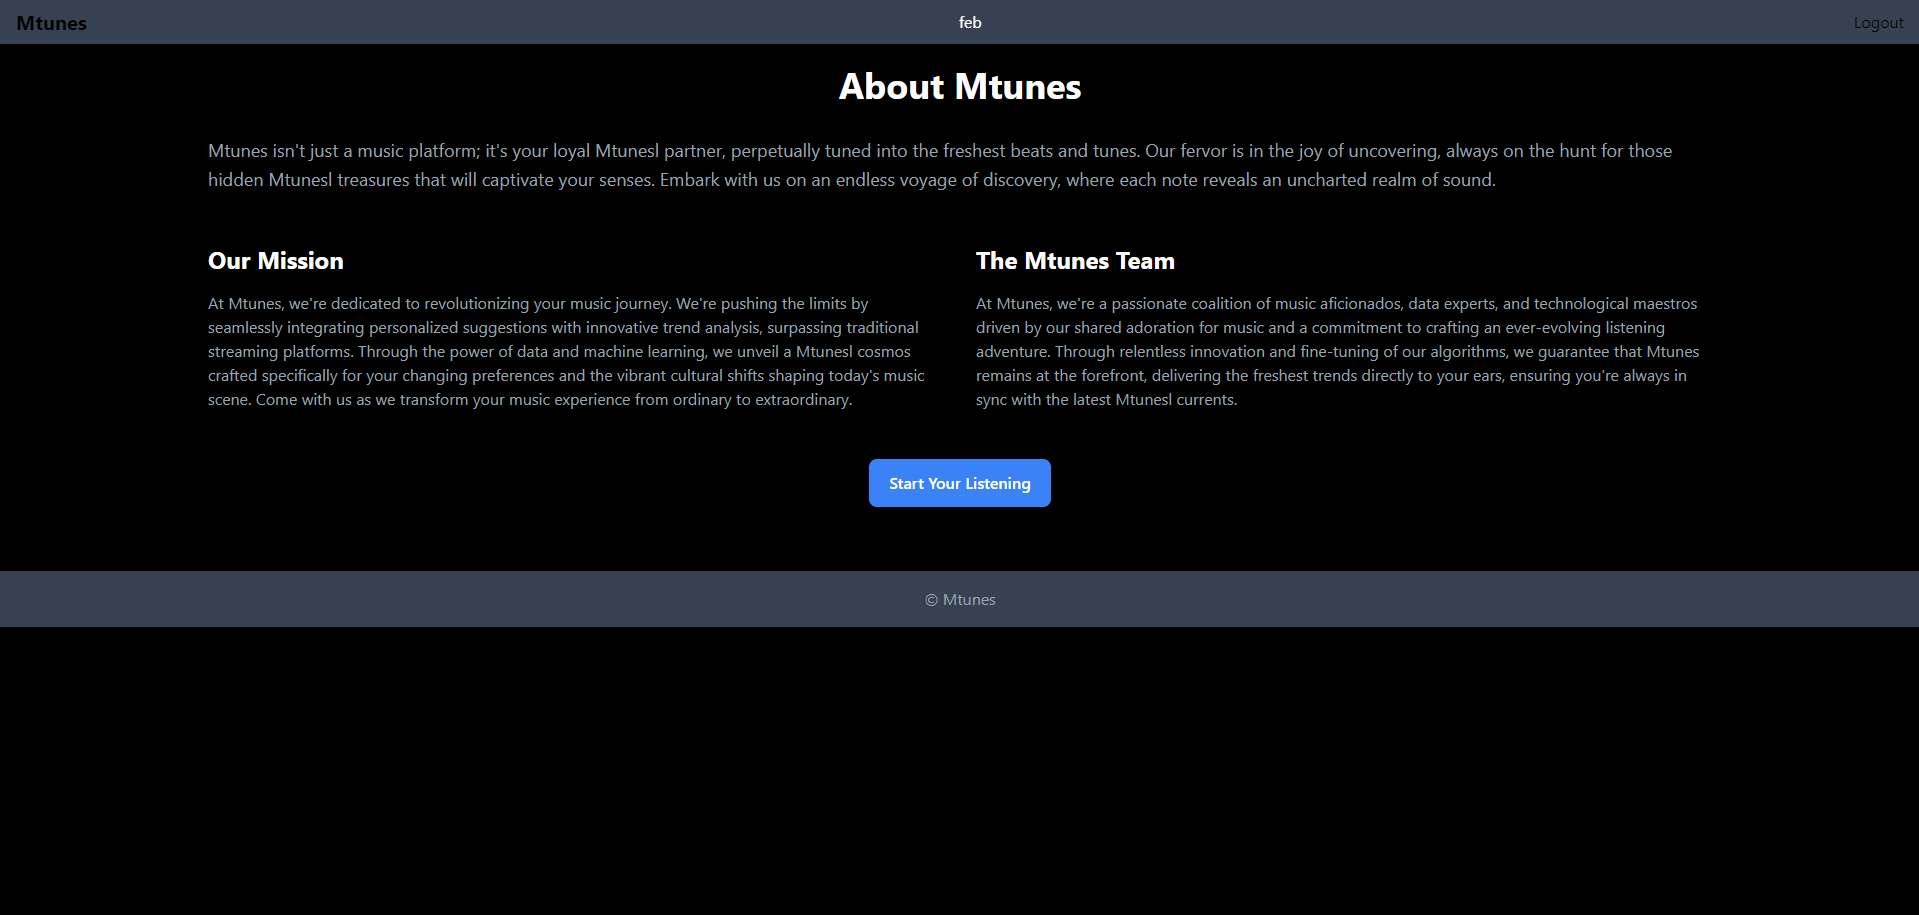 Mtunes
feb
Logout
About Mtunes
Mtunes isn't just a music platform; it's your loyal Mtunesl partner, perpetually tuned into the freshest beats and tunes. Our fervor is in the joy of uncovering, always on the hunt for those
hidden Mtunesl treasures that will captivate your senses. Embark with us on an endless voyage of discovery, where each note reveals an uncharted realm of sound.
Our Mission
At Mtunes, we're dedicated to revolutionizing your music journey. We're pushing the limits by
seamlessly integrating personalized suggestions with innovative trend analysis, surpassing traditional
streaming platforms. Through the power of data and machine learning, we unveil a Mtunesl cosmos
crafted specifically for your changing preferences and the vibrant cultural shifts shaping today's music
scene. Come with us as we transform your music experience from ordinary to extraordinary.
The Mtunes Team
At Mtunes, we're a passionate coalition of music aficionados, data experts, and technological maestros
driven by our shared adoration for music and a commitment to crafting an ever-evolving listening
adventure. Through relentless innovation and fine-tuning of our algorithms, we guarantee that Mtunes
remains at the forefront, delivering the freshest trends directly to your ears, ensuring you're always in
sync with the latest Mtunesl currents.
Start Your Listening
© Mtunes